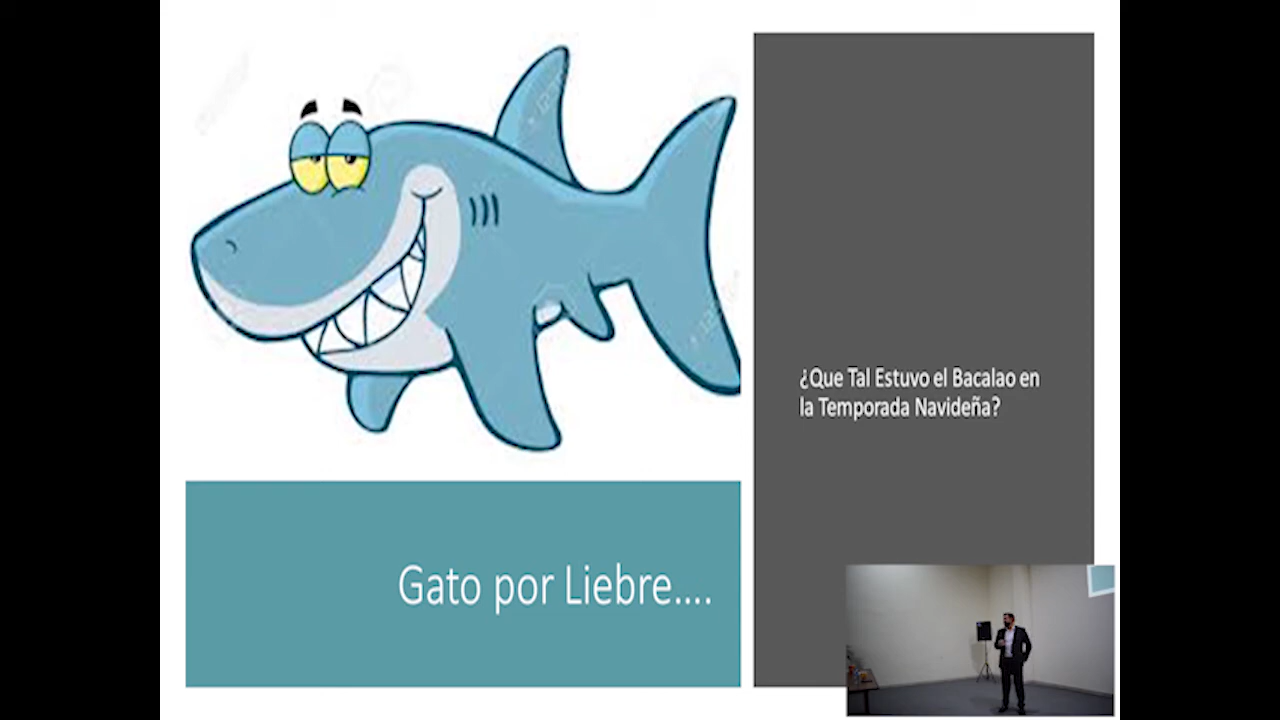 ¿Que Tal Estuvo el Bacalao en
la Temporada Navideña?
Gato por Liebre....